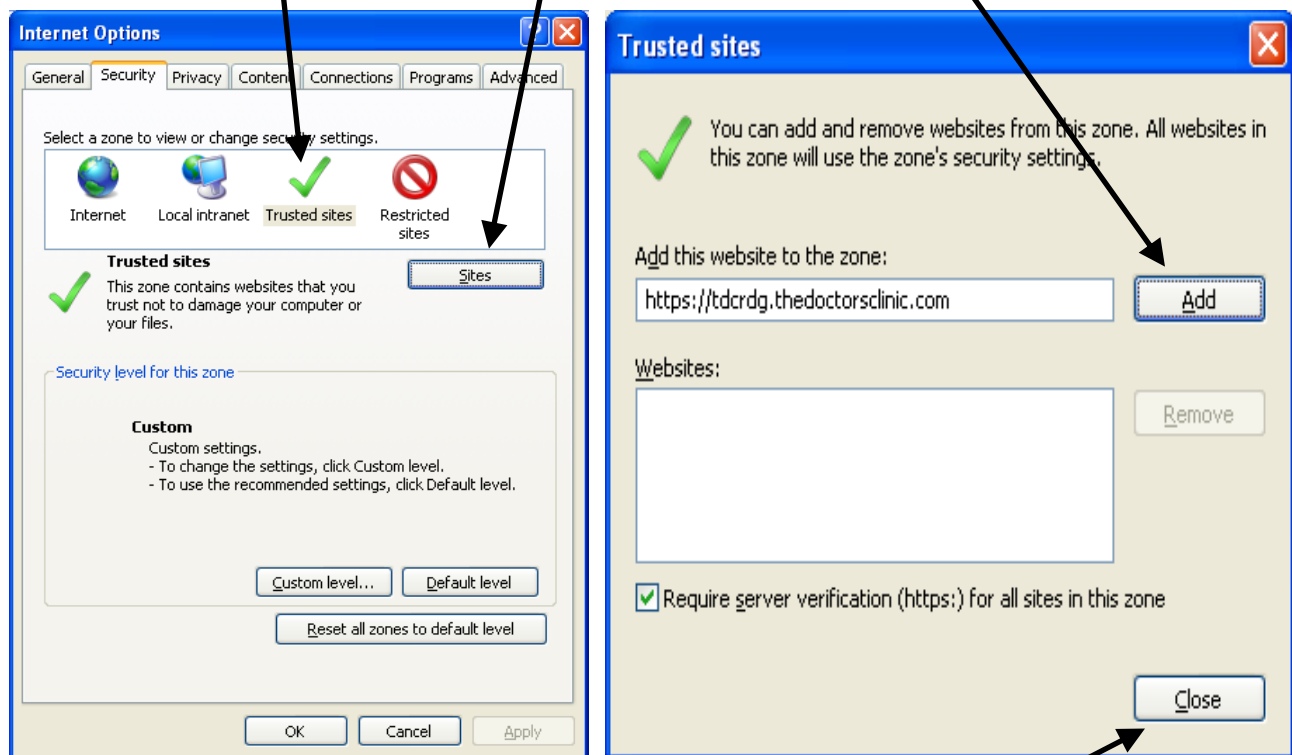 Internet Options
General Security Privacy Content Connections Programs Advanced
Select a zone to view or change security settings.
Internet Local intranet Trusted sites Restricted
sites
Trusted sites
Sites
This zone contains websites that you
trust not to damage your computer or
your files.
Security level for this zone
Custom
Custom settings.
- To change the settings, click Custom level.
- To use the recommended settings, click Default level.
Custom level... Default level
Reset all zones to default level
OK Cancel Apply
Trusted sites
You can add and remove websites from this zone. All websites in
this zone will use the zone's security settings.
Add this website to the zone:
https://tdcrdg.thedoctorsclinic.com Add
Websites:
Remove
Require server verification (https:) for all sites in this zone
Close